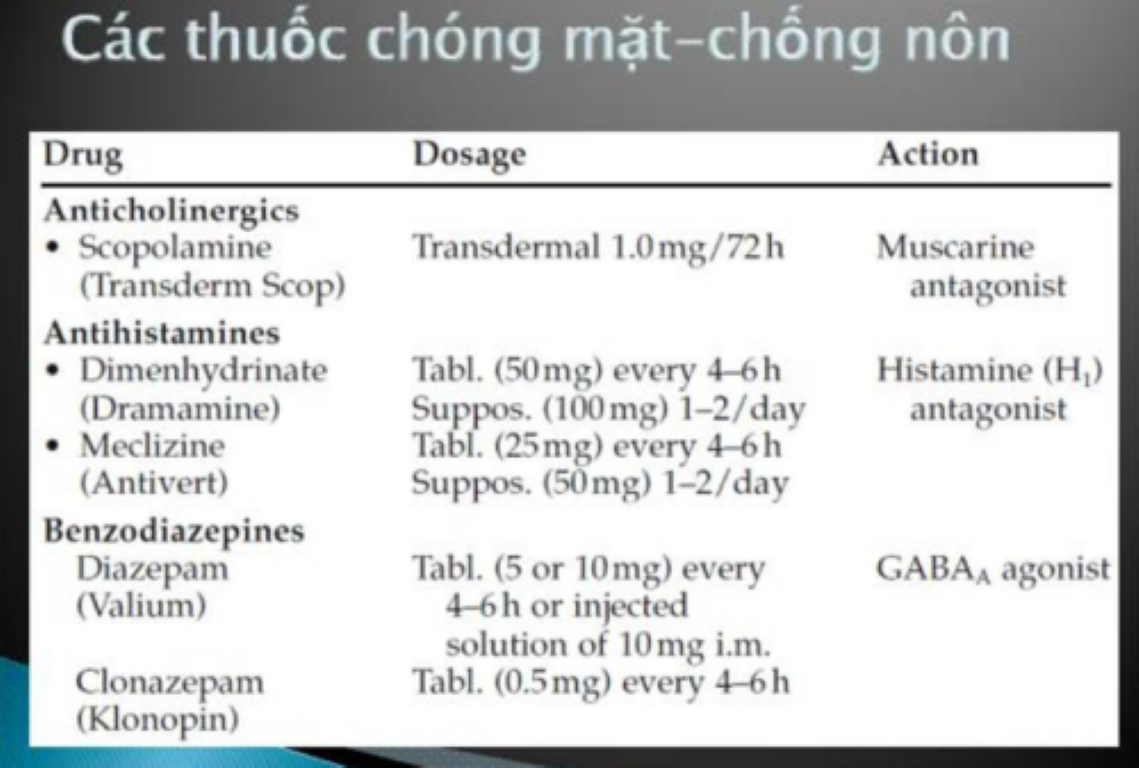 Các thuốc chóng mặt-chống nôn
Drug Dosage Action
Anticholinergics
• Scopolamine Transdermal 1.0 mg/72 h Muscarine
(Transderm Scop) antagonist
Antihistamines
• Dimenhydrinate Tabl. (50 mg) every 4–6 h Histamine (H₁)
(Dramamine) Suppos. (100 mg) 1–2/day antagonist
• Meclizine Tabl. (25 mg) every 4–6 h
(Antivert) Suppos. (50 mg) 1–2/day
Benzodiazepines
Diazepam Tabl. (5 or 10 mg) every GABA_A agonist
(Valium) 4–6 h or injected
solution of 10 mg i.m.
Clonazepam Tabl. (0.5 mg) every 4–6 h
(Klonopin)